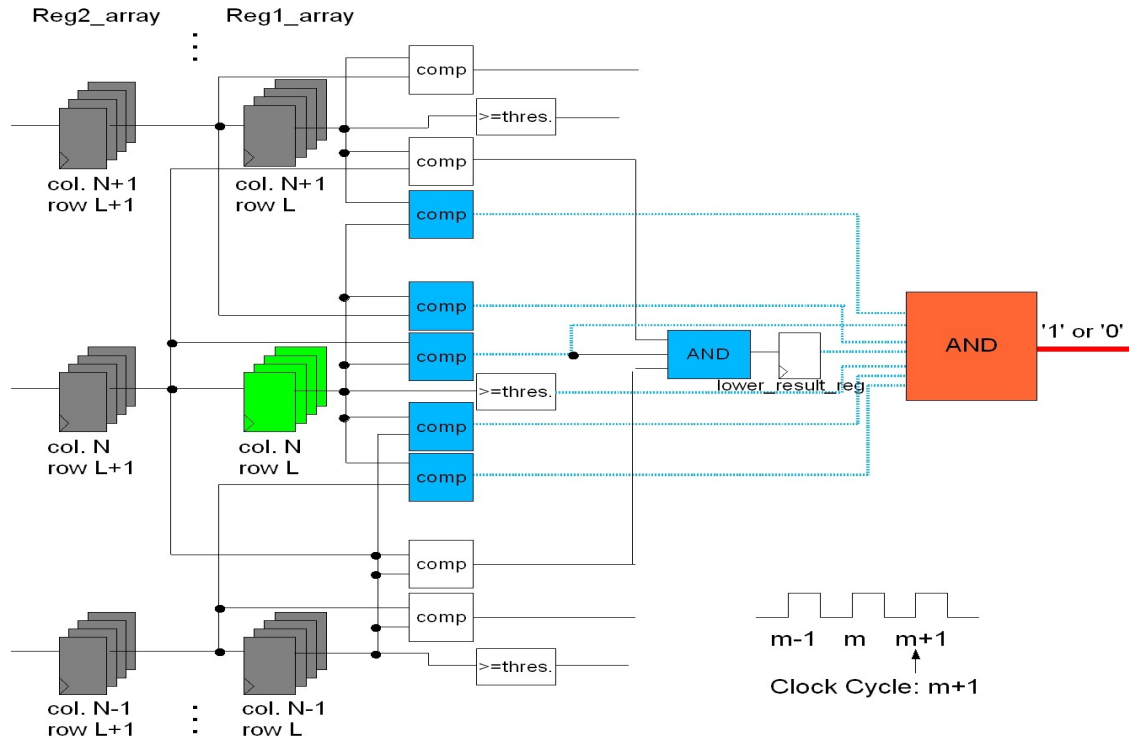 Reg2_array
Reg1_array
comp
>=thres.
comp
col. N+1
row L+1
col. N+1
row L
comp
comp
comp
AND
lower_result_reg
AND
'1' or '0'
>=thres.
col. N
row L+1
col. N
row L
comp
comp
comp
comp
>=thres.
col. N-1
row L+1
col. N-1
row L
m-1
m
m+1
Clock Cycle: m+1